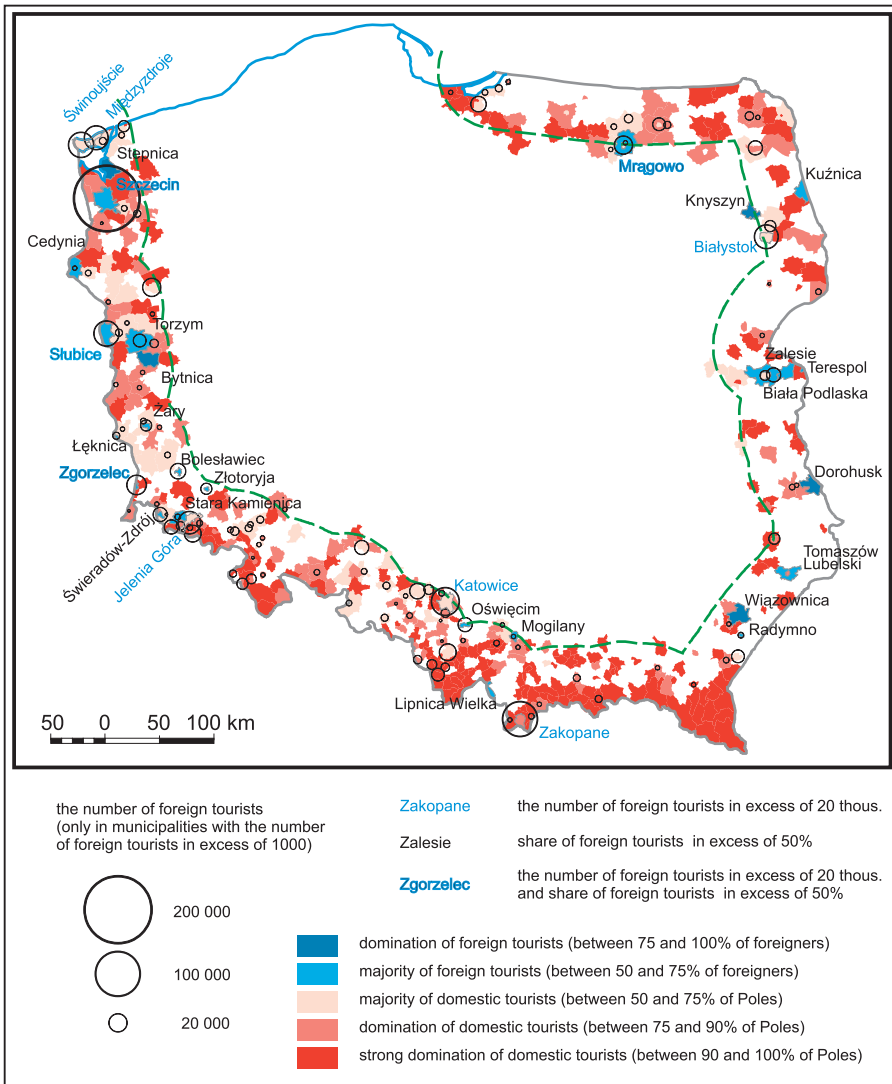 Świnoujście
Międzyzdroje
Stepnica
Szczecin
Mrągowo
Kuźnica
Knyszyn
Białystok
Cedynia
Torzym
Słubice
Zalesie
Terespol
Bytnica
Biała Podlaska
Żary
Łęknica
Bolesławiec
Zgorzelec
Złotoryja
Dorohusk
Stara Kamienica
Świeradów-Zdrój
Jelenia Góra
Tomaszów
Lubelski
Katowice
Wiązownica
Oświęcim
Mogilany
Radymno
Lipnica Wielka
Zakopane
50 0 50 100 km
the number of foreign tourists
(only in municipalities with the number
of foreign tourists in excess of 1000)
200 000
100 000
20 000
Zakopane the number of foreign tourists in excess of 20 thous.
Zalesie share of foreign tourists in excess of 50%
Zgorzelec the number of foreign tourists in excess of 20 thous.
and share of foreign tourists in excess of 50%
domination of foreign tourists (between 75 and 100% of foreigners)
majority of foreign tourists (between 50 and 75% of foreigners)
majority of domestic tourists (between 50 and 75% of Poles)
domination of domestic tourists (between 75 and 90% of Poles)
strong domination of domestic tourists (between 90 and 100% of Poles)